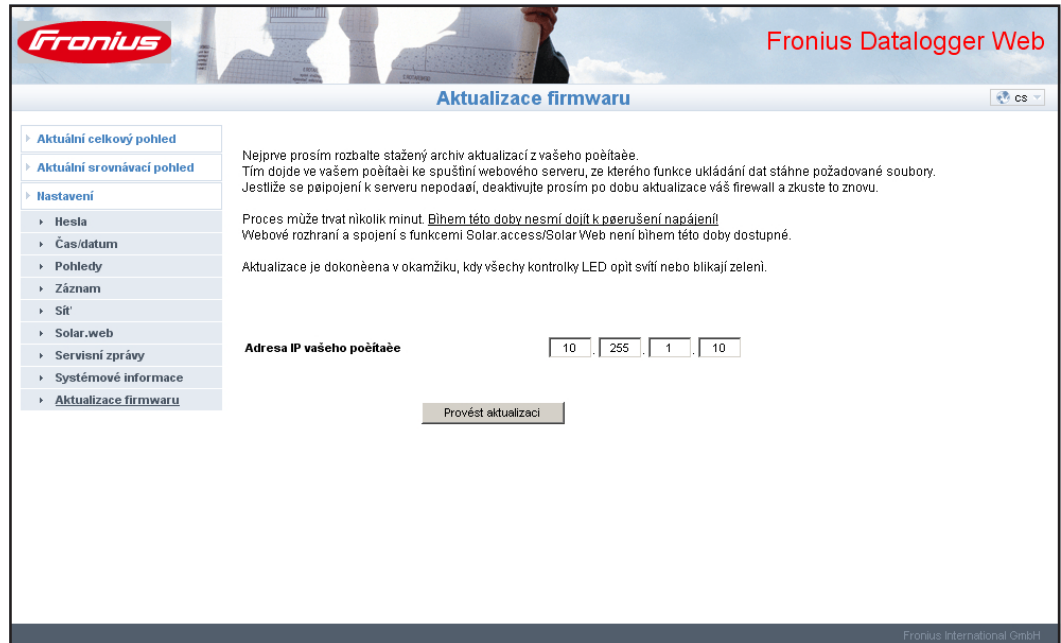 Fronius
Fronius Datalogger Web
Aktualizace firmwaru
cs
Aktuální celkový pohled
Aktuální srovnávací pohled
Nastavení
Hesla
Čas/datum
Pohledy
Záznam
Síť
Solar.web
Servisní zprávy
Systémové informace
Aktualizace firmwaru
Nejprve prosím rozbalte stažený archiv aktualizací z vašeho poèítaèe.
Tím dojde ve vašem poèítaèi ke spuštìní webového serveru, ze kterého funkce ukládání dat stáhne požadované soubory.
Jestliže se pøipojení k serveru nepodaøí, deaktivujte prosím po dobu aktualizace váš firewall a zkuste to znovu.
Proces mùže trvat nìkolik minut. Bìhem této doby nesmí dojít k pøerušení napájení!
Webové rozhraní a spojení s funkcemi Solar.access/Solar Web není bìhem této doby dostupné.
Aktualizace je dokonèena v okamžiku, kdy všechy kontrolky LED opìt svítí nebo blikají zelenì.
Adresa IP vašeho poèítaèe 10 . 255 . 1 . 10
Provést aktualizaci
Fronius International GmbH